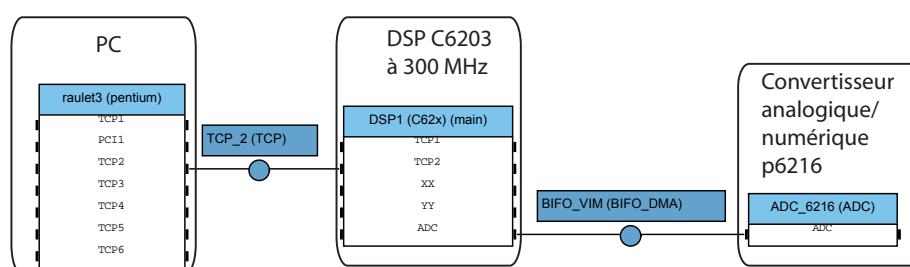 PC
raulet3 (pentium)
TCP1
PCI1
TCP2
TCP3
TCP4
TCP5
TCP6
TCP_2 (TCP)
DSP C6203
à 300 MHz
DSP1 (C62x) (main)
TCP1
TCP2
XX
YY
ADC
BIFO_VIM (BIFO_DMA)
Convertisseur
analogique/
numérique
p6216
ADC_6216 (ADC)
ADC